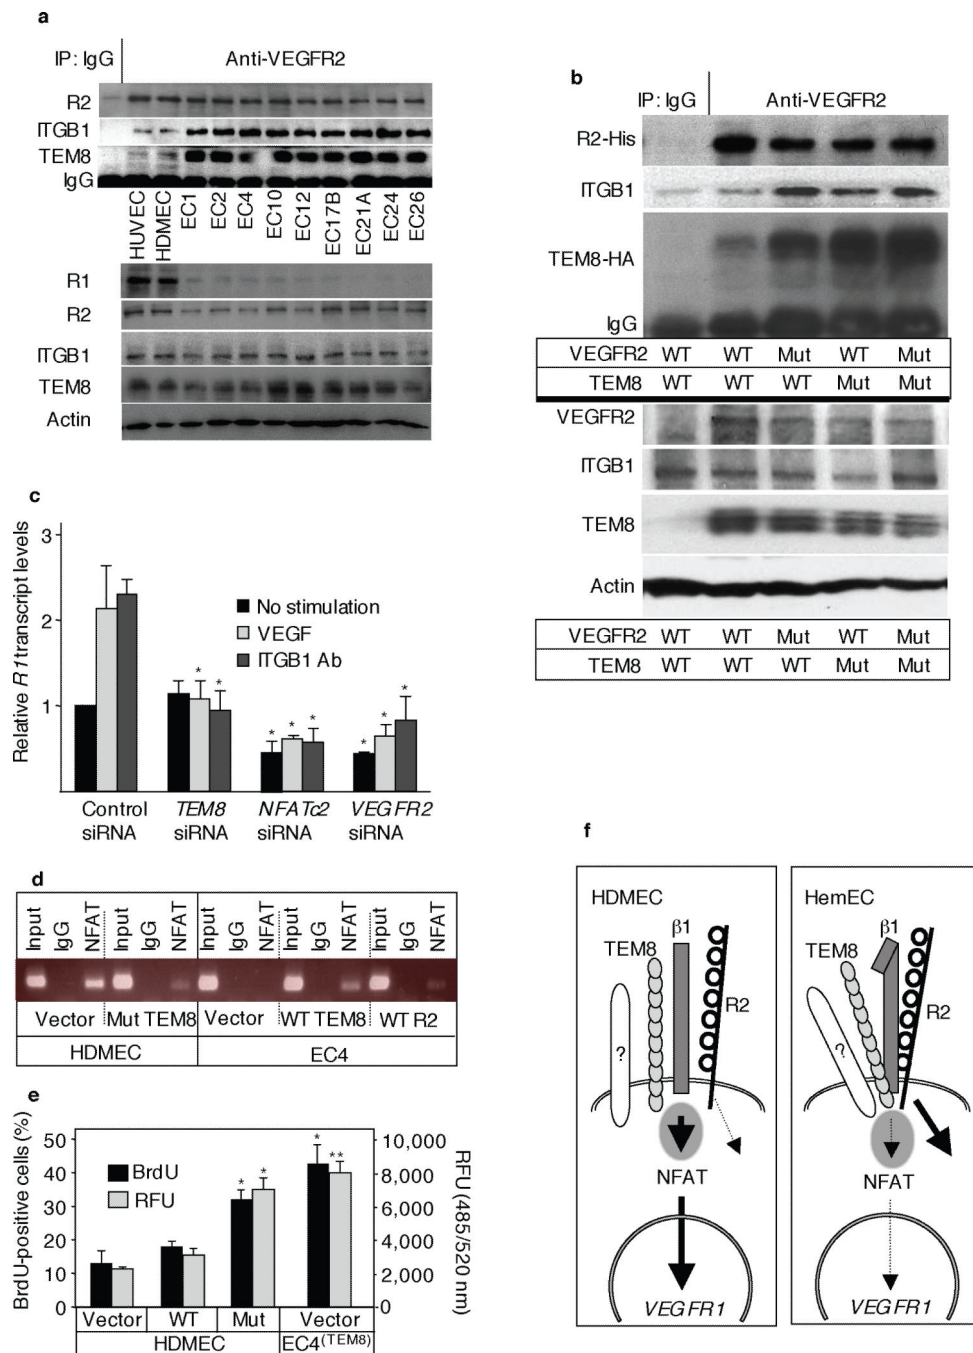 a
IP: IgG Anti-VEGFR2
R2
ITGB1
TEM8
IgG
HUVEC HDMEC EC1 EC2 EC4 EC10 EC12 EC17B EC21A EC24 EC26
R1
R2
ITGB1
TEM8
Actin
b
IP: IgG Anti-VEGFR2
R2-His
ITGB1
TEM8-HA
IgG
VEGFR2 WT WT Mut WT Mut
TEM8 WT WT WT Mut Mut
VEGFR2
ITGB1
TEM8
Actin
VEGFR2 WT WT Mut WT Mut
TEM8 WT WT WT Mut Mut
c
Relative R1 transcript levels
3
2
1
No stimulation
VEGF
ITGB1 Ab
* * * * * * * *
Control siRNA
TEM8 siRNA
NFATc2 siRNA
VEGFR2 siRNA
d
Input IgG NFAT Input IgG NFAT Input IgG NFAT Input IgG NFAT Input IgG NFAT
Vector Mut TEM8 Vector WT TEM8 WT R2
HDMEC EC4
e
BrdU-positive cells (%)
50
40
30
20
10
0
BrdU
RFU
* * * **
10,000
8,000
6,000
4,000
2,000
0
RFU (485/520 nm)
Vector WT Mut Vector
HDMEC EC4(TEM8)
f
HDMEC
β1
TEM8
R2
?
NFAT
VEGFR1
HemEC
β1
TEM8
R2
?
NFAT
VEGFR1